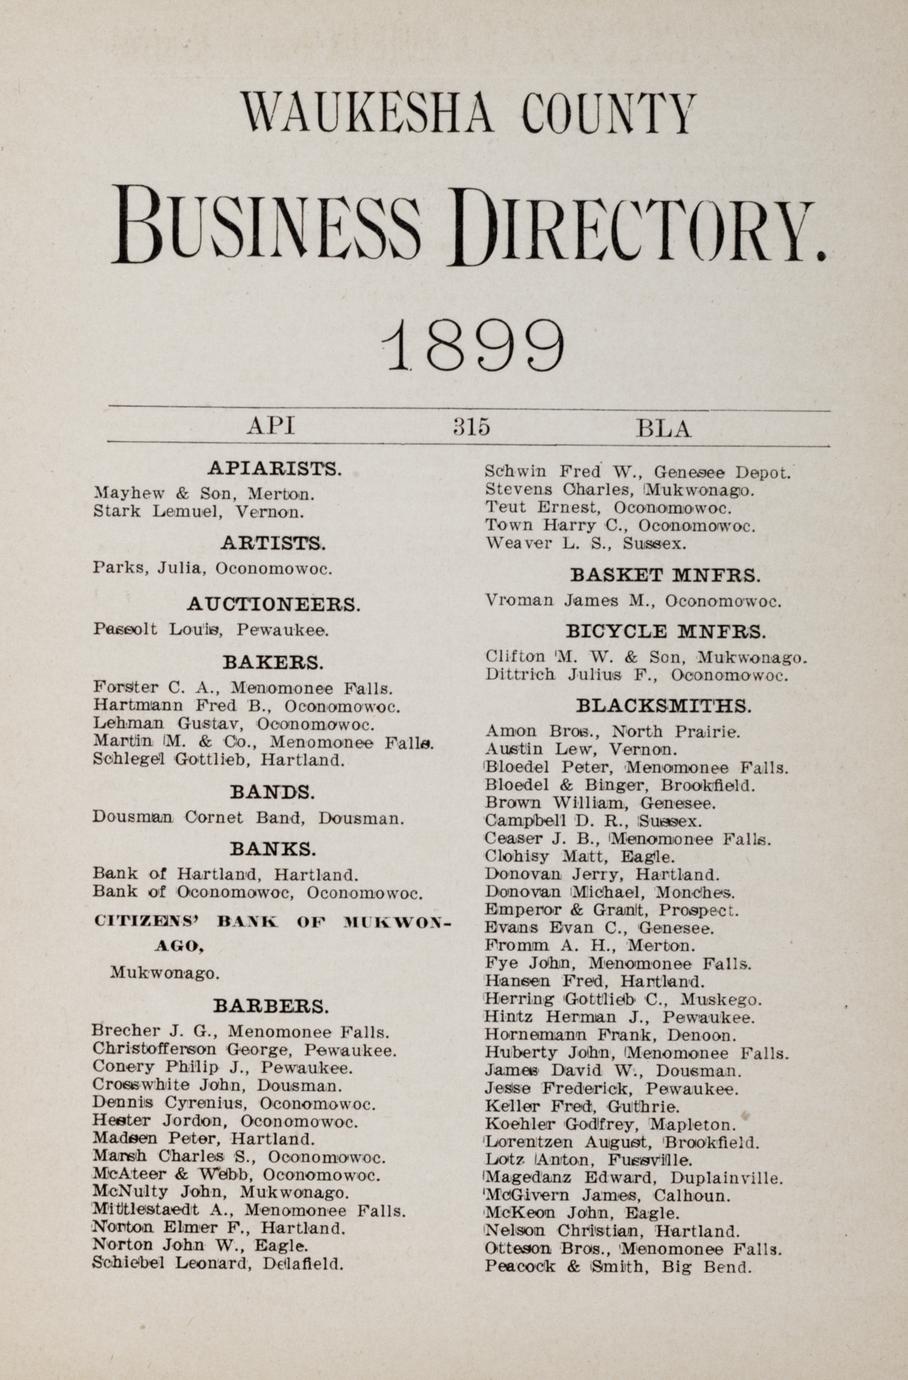 WAUKESHA COUNTY
BUSINESS DIRECTORY.
1899
API 315 BLA
APIARISTS.
Mayhew & Son, Merton.
Stark Lemuel, Vernon.
ARTISTS.
Parks, Julia, Oconomowoc.
AUCTIONEERS.
Paseolt Louis, Pewaukee.
BAKERS.
Forster C. A., Menomonee Falls.
Hartmann Fred B., Oconomowoc.
Lehman Gustav, Oconomowoc.
Martin M. & Co., Menomonee Falls.
Schlegel Gottlieb, Hartland.
BANDS.
Dousman Cornet Band, Dousman.
BANKS.
Bank of Hartland, Hartland.
Bank of Oconomowoc, Oconomowoc.
CITIZENS' BANK OF MUKWON-
AGO,
Mukwonago.
BARBERS.
Brecher J. G., Menomonee Falls.
Christofferson George, Pewaukee.
Conery Philip J., Pewaukee.
Crosswhite John, Dousman.
Dennis Cyrenius, Oconomowoc.
Hester Jordon, Oconomowoc.
Madsen Peter, Hartland.
Marsh Charles S., Oconomowoc.
McAteer & Webb, Oconomowoc.
McNulty John, Mukwonago.
Mittlestaedt A., Menomonee Falls.
Norton Elmer F., Hartland.
Norton John W., Eagle.
Schiebel Leonard, Delafield.
Schwin Fred W., Genesee Depot.
Stevens Charles, Mukwonago.
Teut Ernest, Oconomowoc.
Town Harry C., Oconomowoc.
Weaver L. S., Sussex.
BASKET MNFRS.
Vroman James M., Oconomowoc.
BICYCLE MNFRS.
Clifton M. W. & Son, Mukwonago.
Dittrich Julius F., Oconomowoc.
BLACKSMITHS.
Amon Bros., North Prairie.
Austin Lew, Vernon.
Bloedel Peter, Menomonee Falls.
Bloedel & Binger, Brookfield.
Brown William, Genesee.
Campbell D. R., Sussex.
Ceaser J. B., Menomonee Falls.
Clohisy Matt, Eagle.
Donovan Jerry, Hartland.
Donovan Michael, Monches.
Emperor & Grant, Prospect.
Evans Evan C., Genesee.
Fromm A. H., Merton.
Fye John, Menomonee Falls.
Hansen Fred, Hartland.
Herring Gottlieb C., Muskego.
Hintz Herman J., Pewaukee.
Hornemann Frank, Denoon.
Huberty John, Menomonee Falls.
James David W., Dousman.
Jesse Frederick, Pewaukee.
Keller Fred, Guthrie.
Koehler Godfrey, Mapleton.
Lorentzen August, Brookfield.
Lotz Anton, Fussville.
Magedanz Edward, Duplainville.
McGivern James, Calhoun.
McKeon John, Eagle.
Nelson Christian, Hartland.
Otteson Bros., Menomonee Falls.
Peacock & Smith, Big Bend.